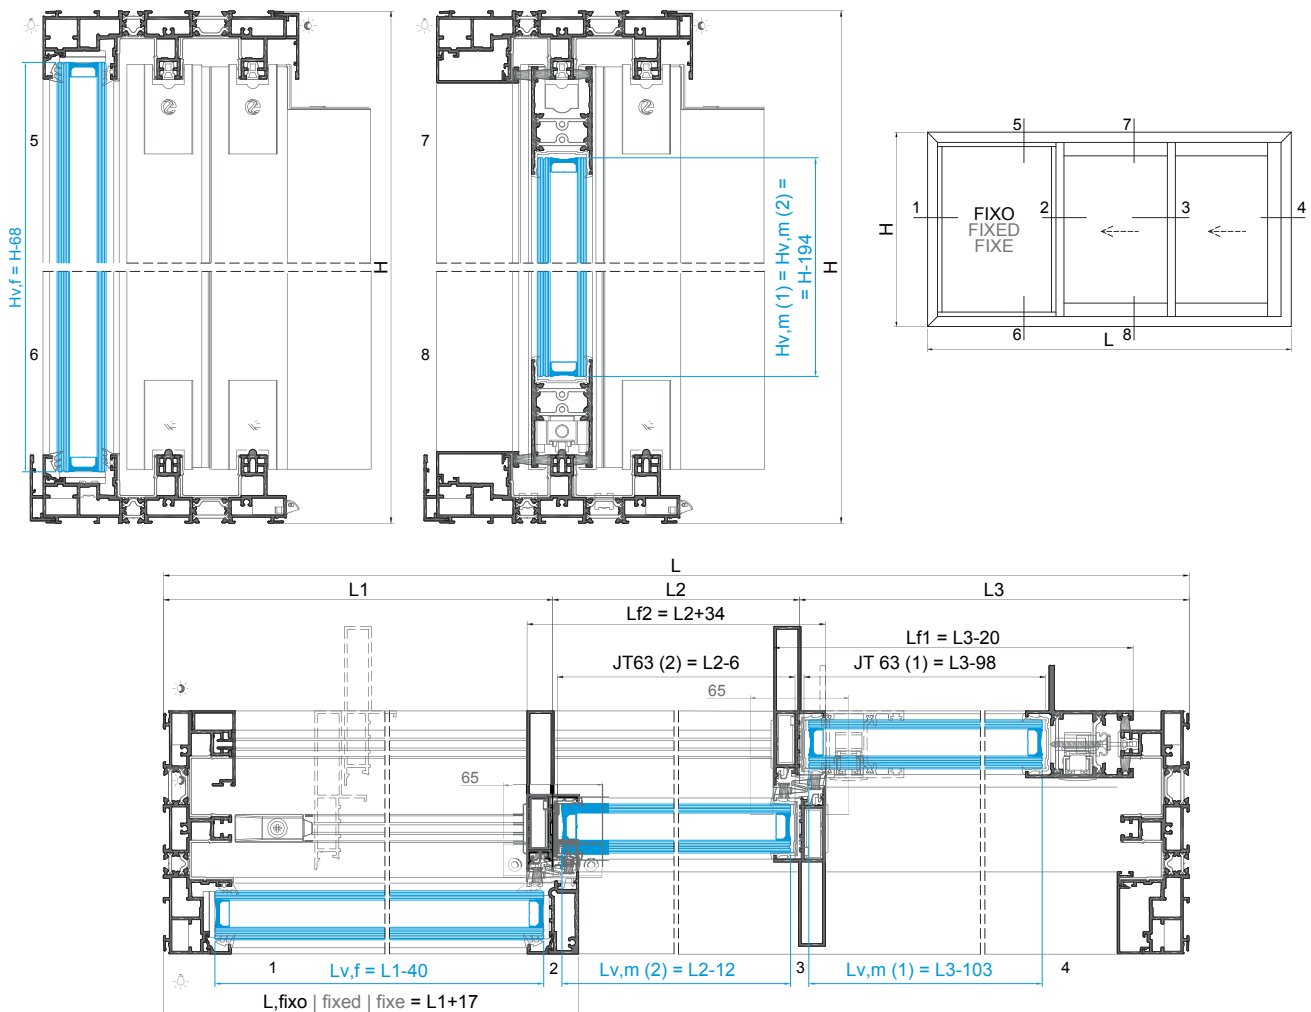 5
6
Hv,f = H-68
H
7
8
Hv,m (1) = Hv,m (2) =
= H-194
H
5
7
1
2
3
4
H
FIXO
FIXED
FIXE
6
8
L
L
L1
L2
L3
Lf2 = L2+34
Lf1 = L3-20
JT63 (2) = L2-6
JT 63 (1) = L3-98
65
65
1
Lv,f = L1-40
2
Lv,m (2) = L2-12
3
Lv,m (1) = L3-103
4
L,fixo | fixed | fixe = L1+17